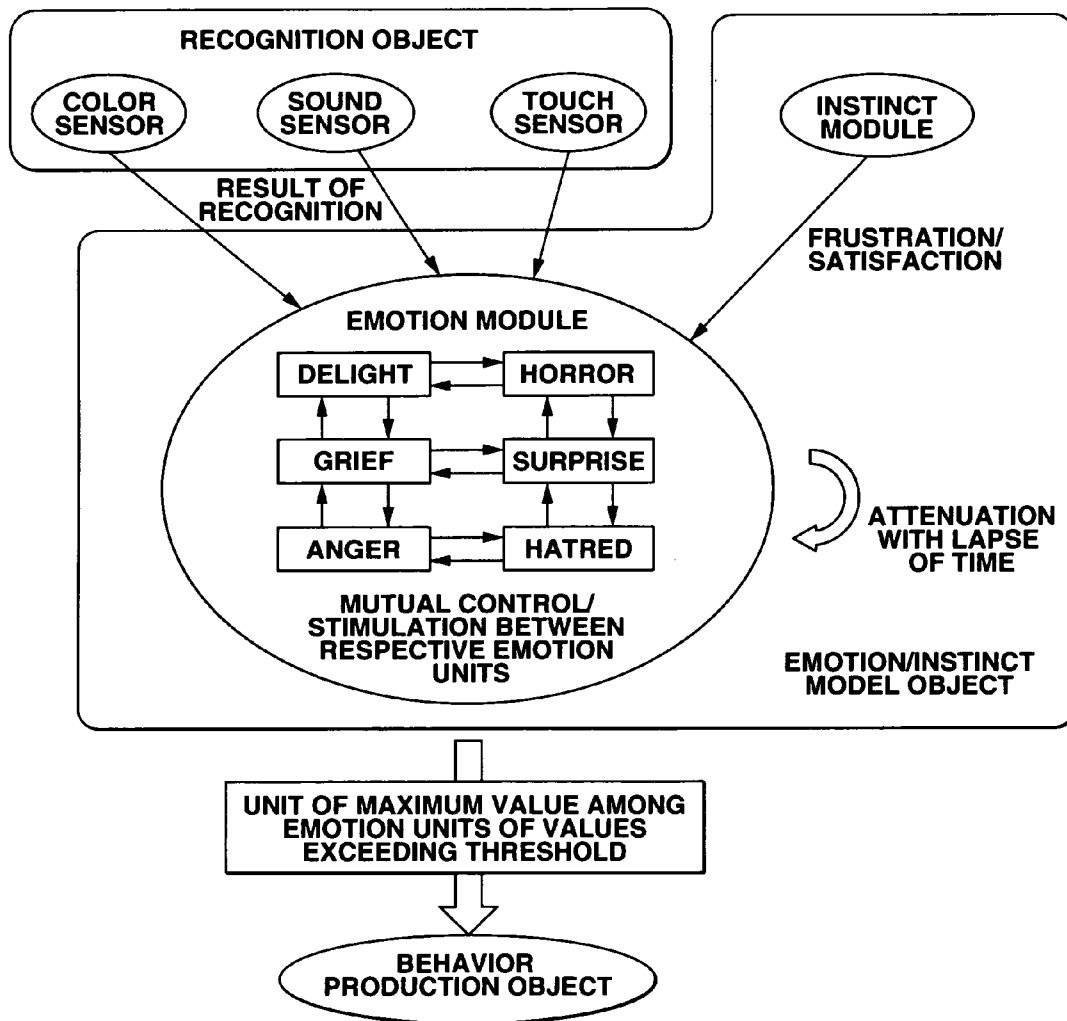 RECOGNITION OBJECT
COLOR
SENSOR
SOUND
SENSOR
TOUCH
SENSOR
INSTINCT
MODULE
RESULT OF
RECOGNITION
FRUSTRATION/
SATISFACTION
EMOTION MODULE
DELIGHT
HORROR
GRIEF
SURPRISE
ANGER
HATRED
MUTUAL CONTROL/
STIMULATION BETWEEN
RESPECTIVE EMOTION
UNITS
ATTENUATION
WITH LAPSE
OF TIME
EMOTION/INSTINCT
MODEL OBJECT
UNIT OF MAXIMUM VALUE AMONG
EMOTION UNITS OF VALUES
EXCEEDING THRESHOLD
BEHAVIOR
PRODUCTION OBJECT